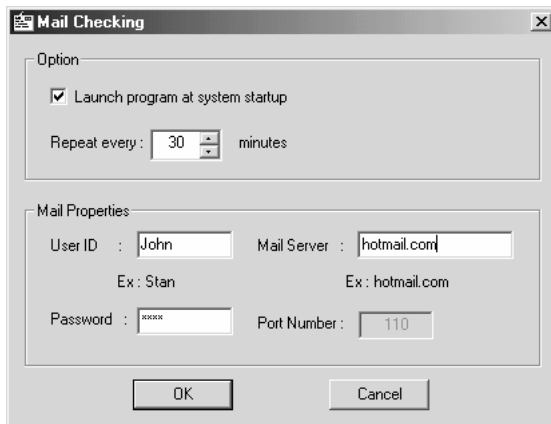 Mail Checking
Option
Launch program at system startup
Repeat every : 30 minutes
Mail Properties
User ID : John Mail Server : hotmail.com
Ex : Stan Ex : hotmail.com
Password : **** Port Number : 110
OK Cancel